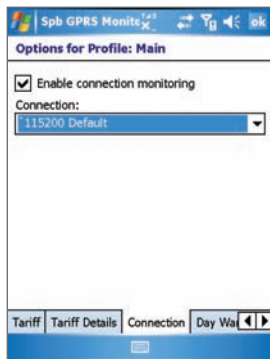 Spb GPRS Monito
ok
Options for Profile: Main
Enable connection monitoring
Connection:
`115200 Default
Tariff Tariff Details Connection Day Wa